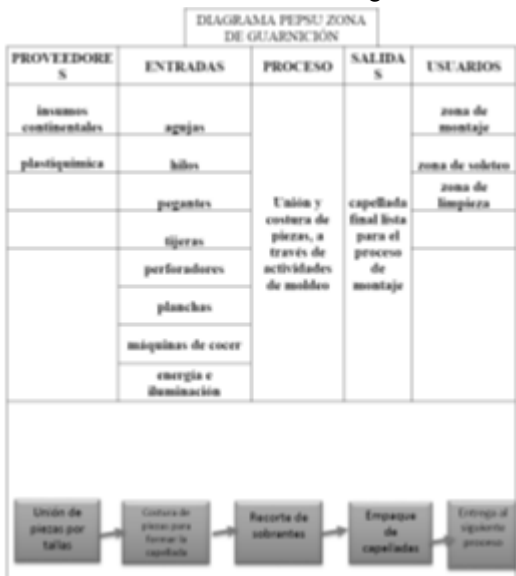 DIAGRAMA PEPSU ZONA
DE GUARNICIÓN
PROVEEDORE
S
ENTRADAS
PROCESO
SALIDA
S
USUARIOS
insumos
continentales
plastiquimica
agujas
hilos
pegantes
tijeras
perforadores
planchas
máquinas de cocer
energía e
iluminación
Unión y
costura de
piezas, a
través de
actividades
de moldeo
capellada
final lista
para el
proceso
de
montaje
zona de
montaje
zona de soleteo
zona de
limpieza
Unión de
piezas por
tallas
Costura de
piezas para
formar la
capellada
Recorte de
sobrantes
Empaque
de
capelladas
Entrega al
siguiente
proceso